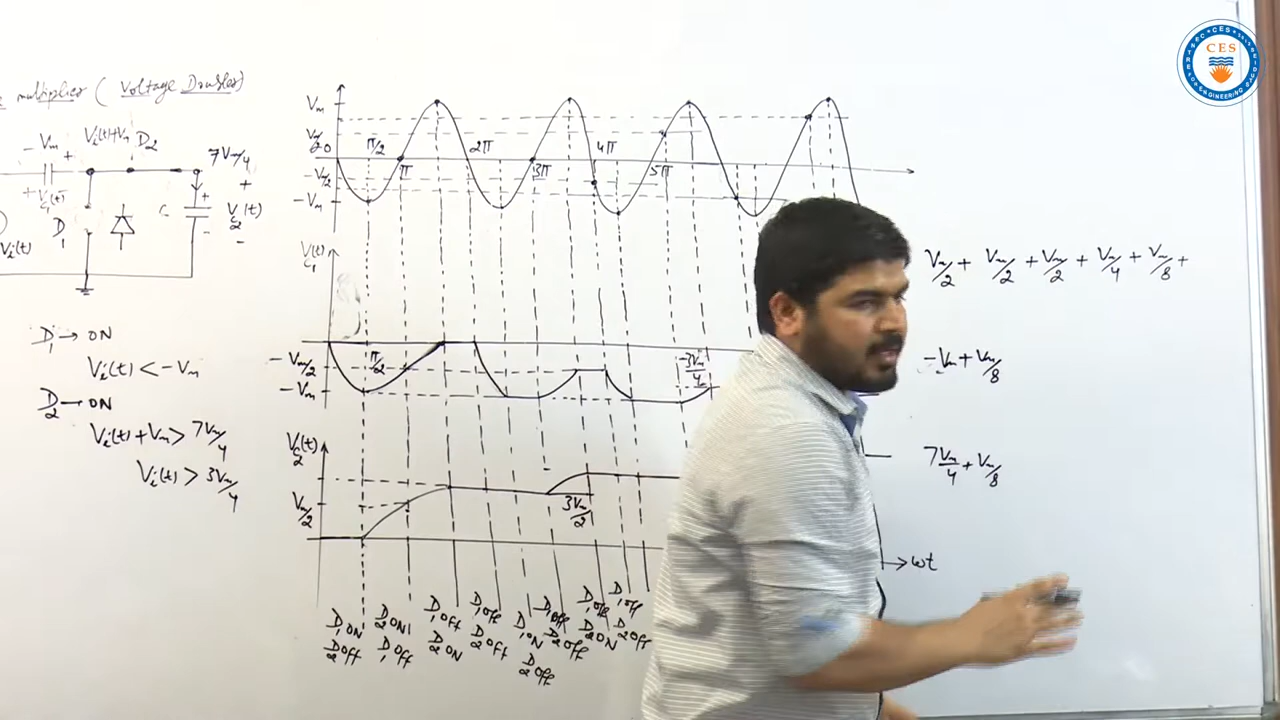 multiplier ( Voltage Doubler)
- Vm
+
Vi(t)+Vm D2
7Vm/4
+ Vc1(t) -
D1
C2
+
-
+
Vc2(t)
-
Vi(t)
D1 → ON
Vi(t) < -Vm
D2 → ON
Vi(t) + Vm > 7Vm/4
Vi(t) > 3Vm/4
Vm
Vm/2
0
-Vm/2
-Vm
π/2
π
2π
3π
4π
5π
Vc1(t)
-Vm/2
-Vm
π/2
-3Vm/4
Vc2(t)
Vm/2
3Vm/2
→ ωt
D1 ON
D2 OFF
D2 ON
D1 OFF
D1 OFF
D2 ON
D1 OFF
D2 OFF
D1 ON
D2 OFF
D1 OFF
D2 OFF
D1 OFF
D2 ON
D1 OFF
D2 OFF
Vm/2 + Vm/2 + Vm/2 + Vm/4 + Vm/8 +
-Vm + Vm/8
7Vm/4 + Vm/8
CES